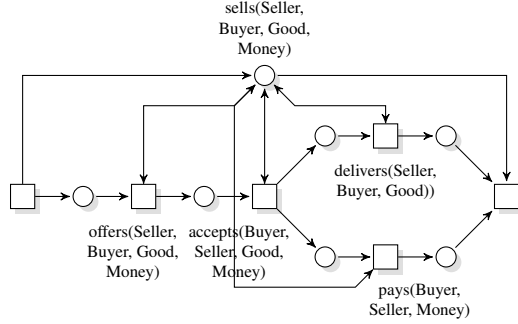 sells(Seller,
Buyer, Good,
Money)
delivers(Seller,
Buyer, Good))
offers(Seller,
Buyer, Good,
Money)
accepts(Buyer,
Seller, Good,
Money)
pays(Buyer,
Seller, Money)